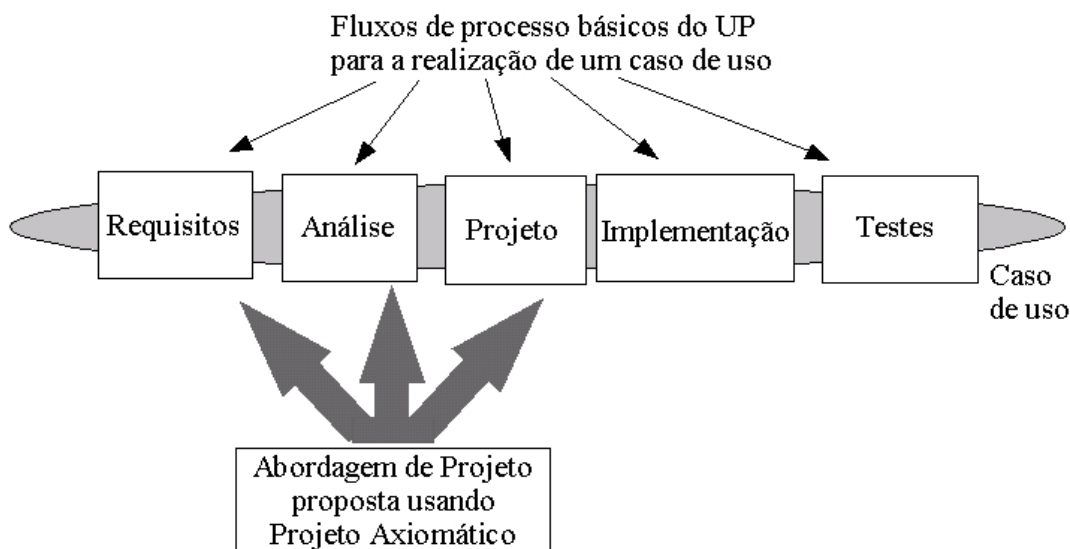 Fluxos de processo básicos do UP
para a realização de um caso de uso
Requisitos
Análise
Projeto
Implementação
Testes
Caso
de uso
Abordagem de Projeto
proposta usando
Projeto Axiomático